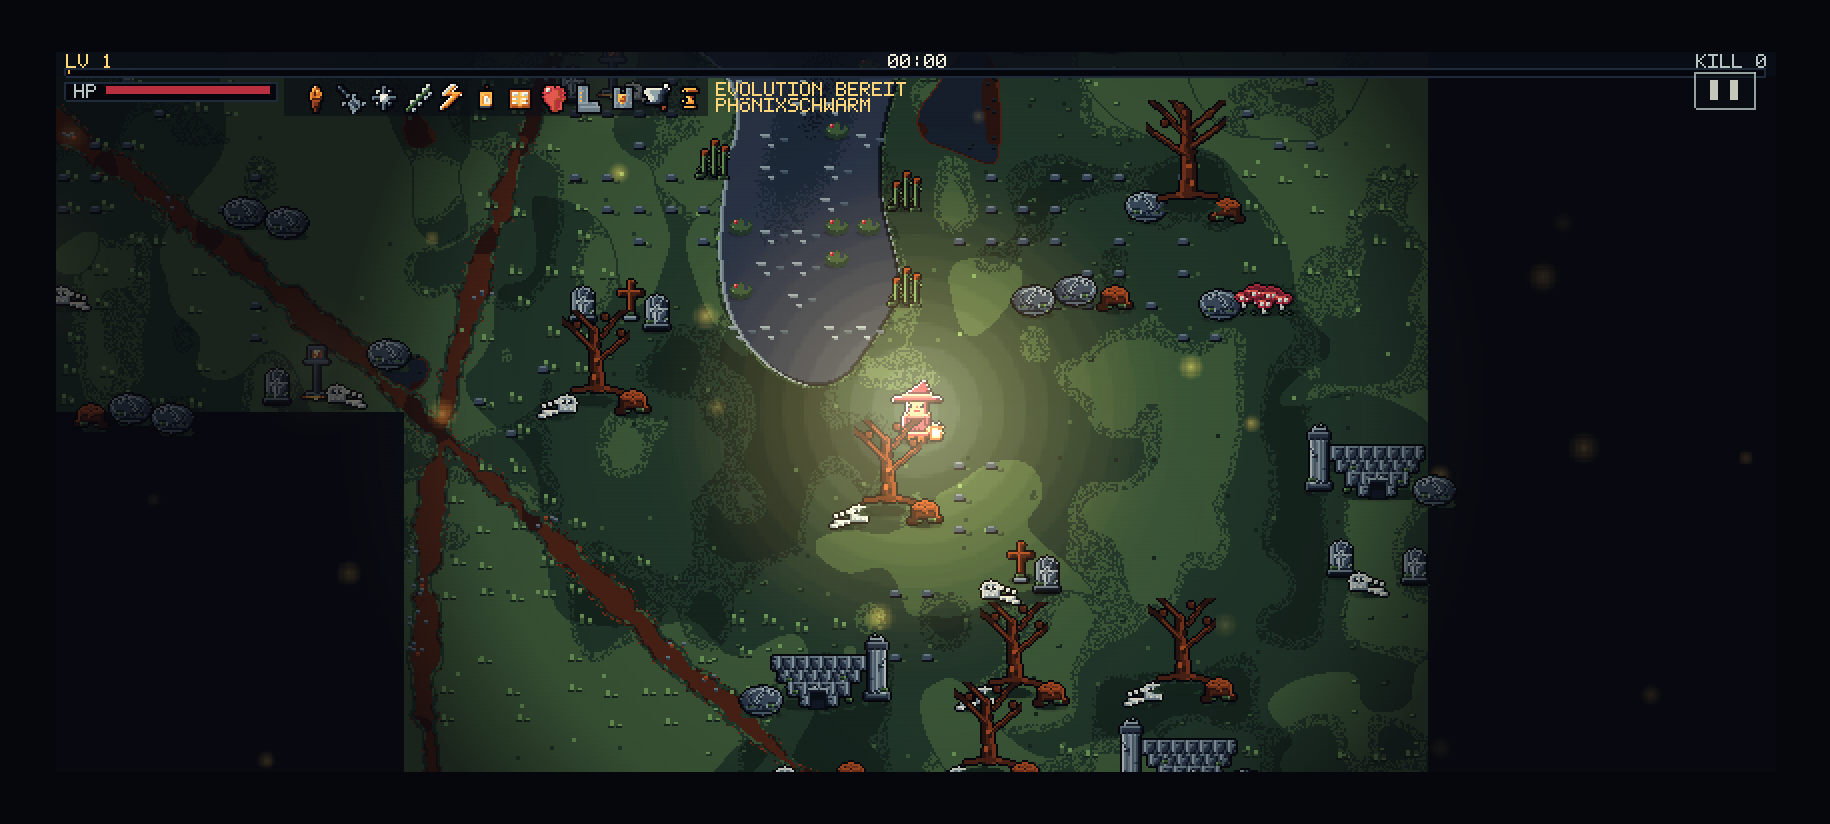 LV 1
00:00
KILL 0
HP
EVOLUTION BEREIT
PHÖNIXSCHWARM